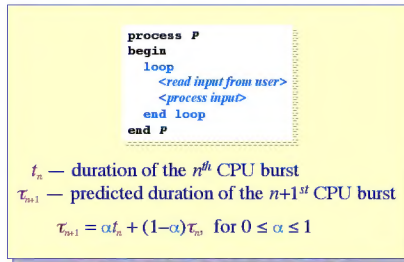 process P
begin
loop
<read input from user>
<process input>
end loop
end P
tₙ — duration of the nᵗʰ CPU burst
τₙ₊₁ — predicted duration of the n+1ˢᵗ CPU burst
τₙ₊₁ = αtₙ + (1−α)τₙ, for 0 ≤ α ≤ 1